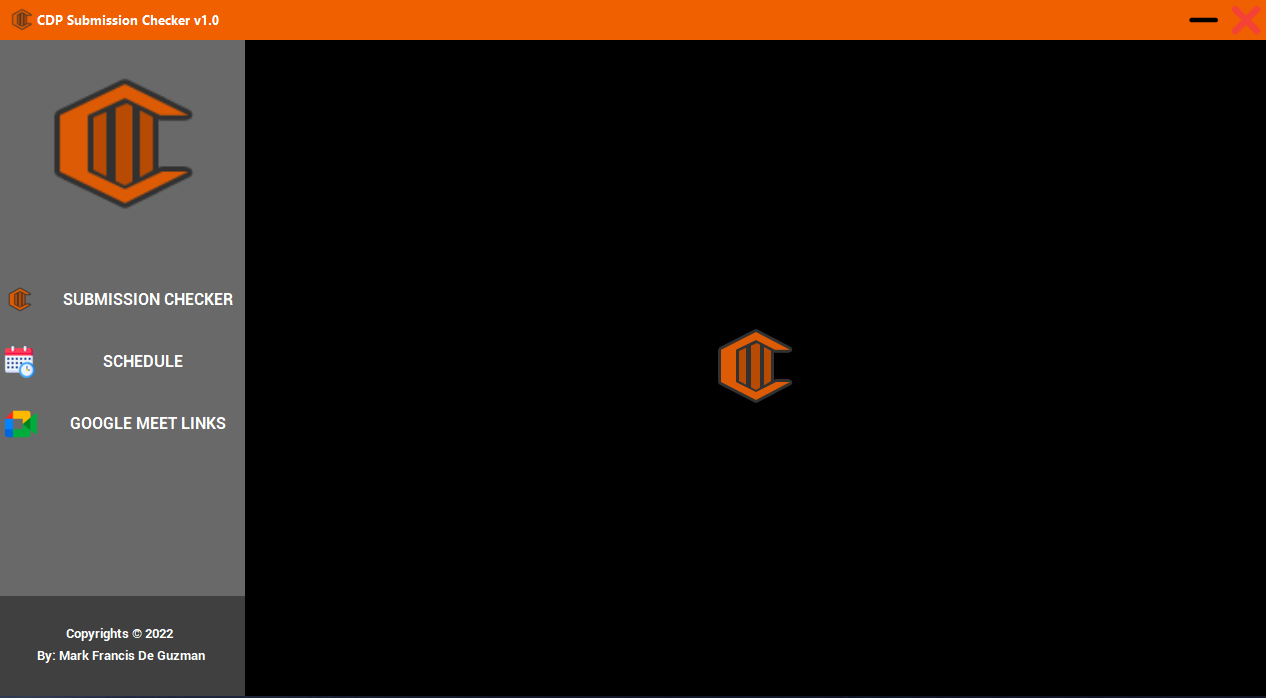 CDP Submission Checker v1.0
SUBMISSION CHECKER
SCHEDULE
GOOGLE MEET LINKS
Copyrights © 2022
By: Mark Francis De Guzman